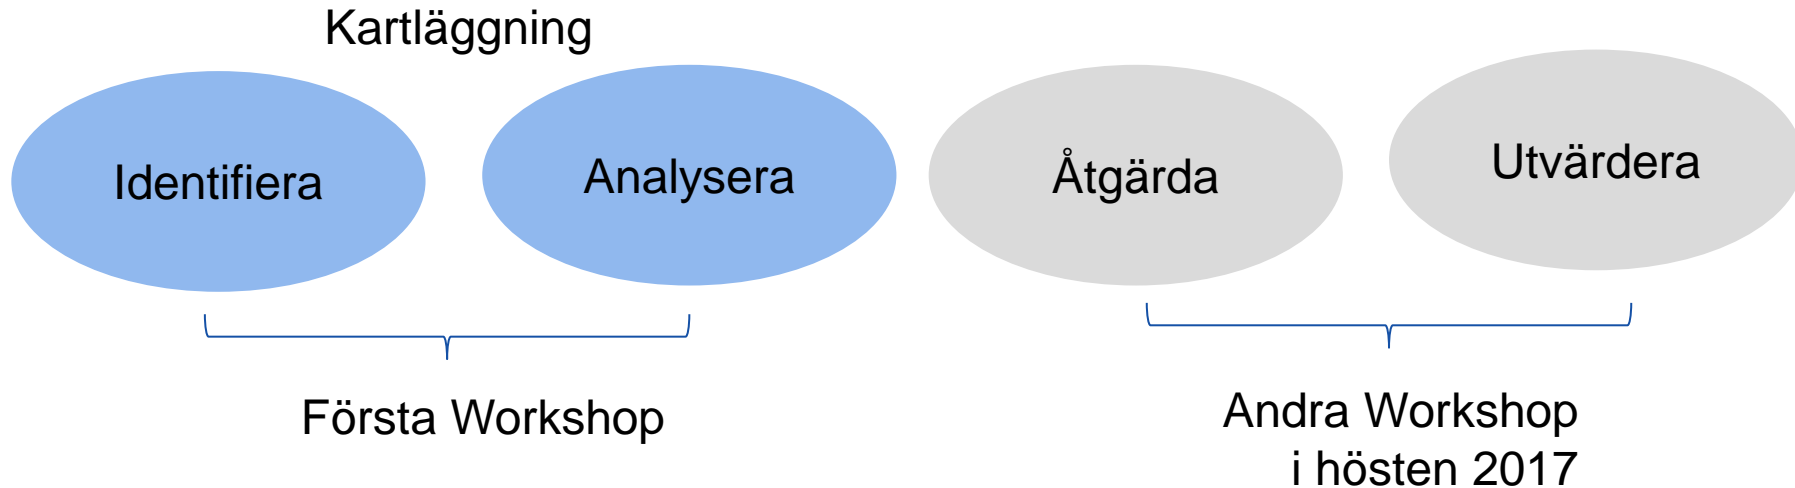 Kartläggning
Identifiera
Analysera
Åtgärda
Utvärdera
Första Workshop
Andra Workshop
i hösten 2017